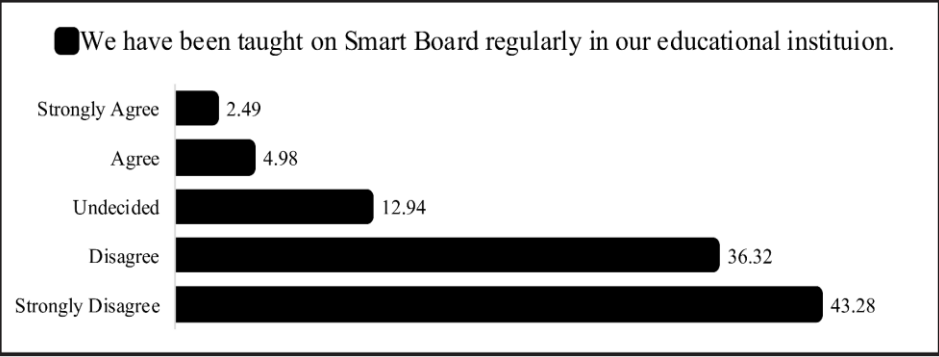 We have been taught on Smart Board regularly in our educational instituion.
Strongly Agree 2.49
Agree 4.98
Undecided 12.94
Disagree 36.32
Strongly Disagree 43.28